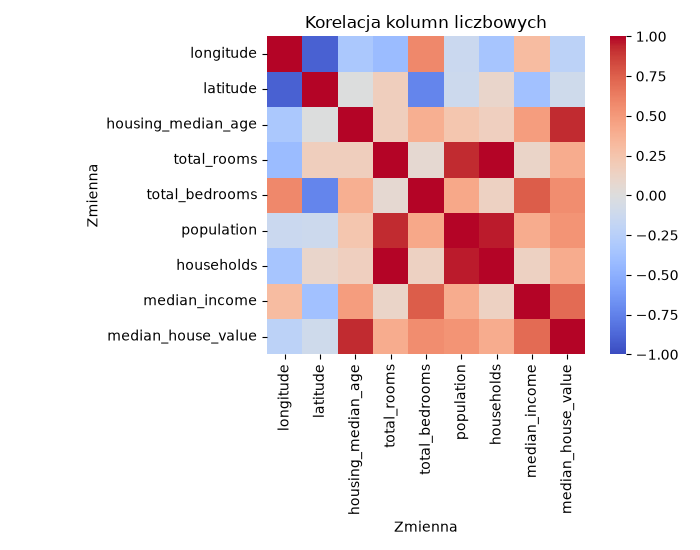 Korelacja kolumn liczbowych
Zmienna
longitude
latitude
housing_median_age
total_rooms
total_bedrooms
population
households
median_income
median_house_value
longitude
latitude
housing_median_age
total_rooms
total_bedrooms
population
households
median_income
median_house_value
Zmienna
1.00
0.75
0.50
0.25
0.00
−0.25
−0.50
−0.75
−1.00